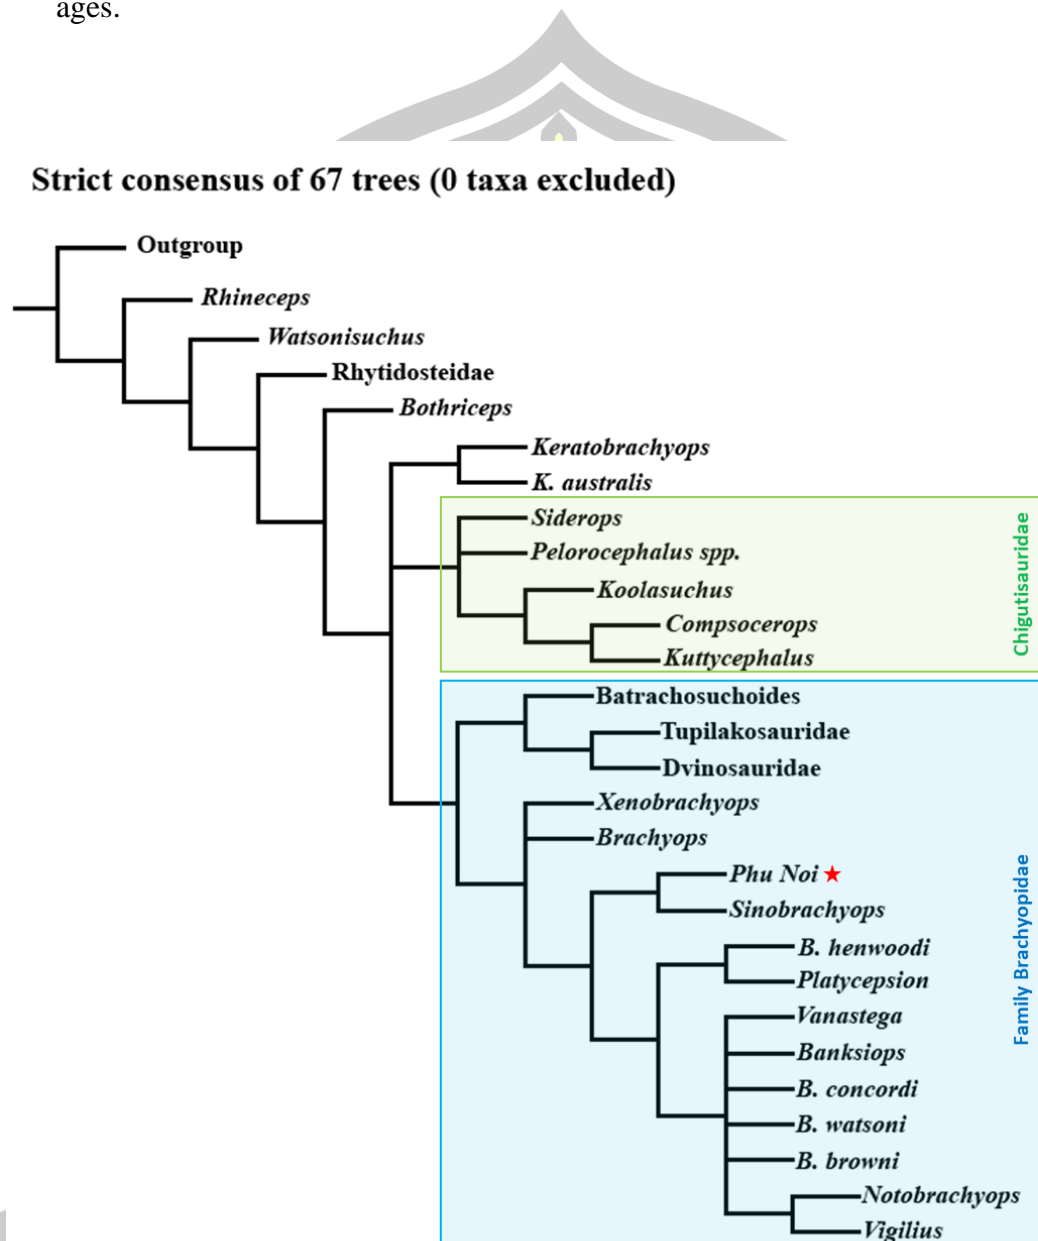 ages.
Strict consensus of 67 trees (0 taxa excluded)
Outgroup
Rhineceps
Watsonisuchus
Rhytidosteidae
Bothriceps
Keratobrachyops
K. australis
Siderops
Pelorocephalus spp.
Koolasuchus
Compsocerops
Kuttycephalus
Chigutisauridae
Batrachosuchoides
Tupilakosauridae
Dvinosauridae
Xenobrachyops
Brachyops
Phu Noi
Sinobrachyops
B. henwoodi
Platycepsion
Vanastega
Banksiops
B. concordi
B. watsoni
B. browni
Notobrachyops
Vigilius
Family Brachyopidae